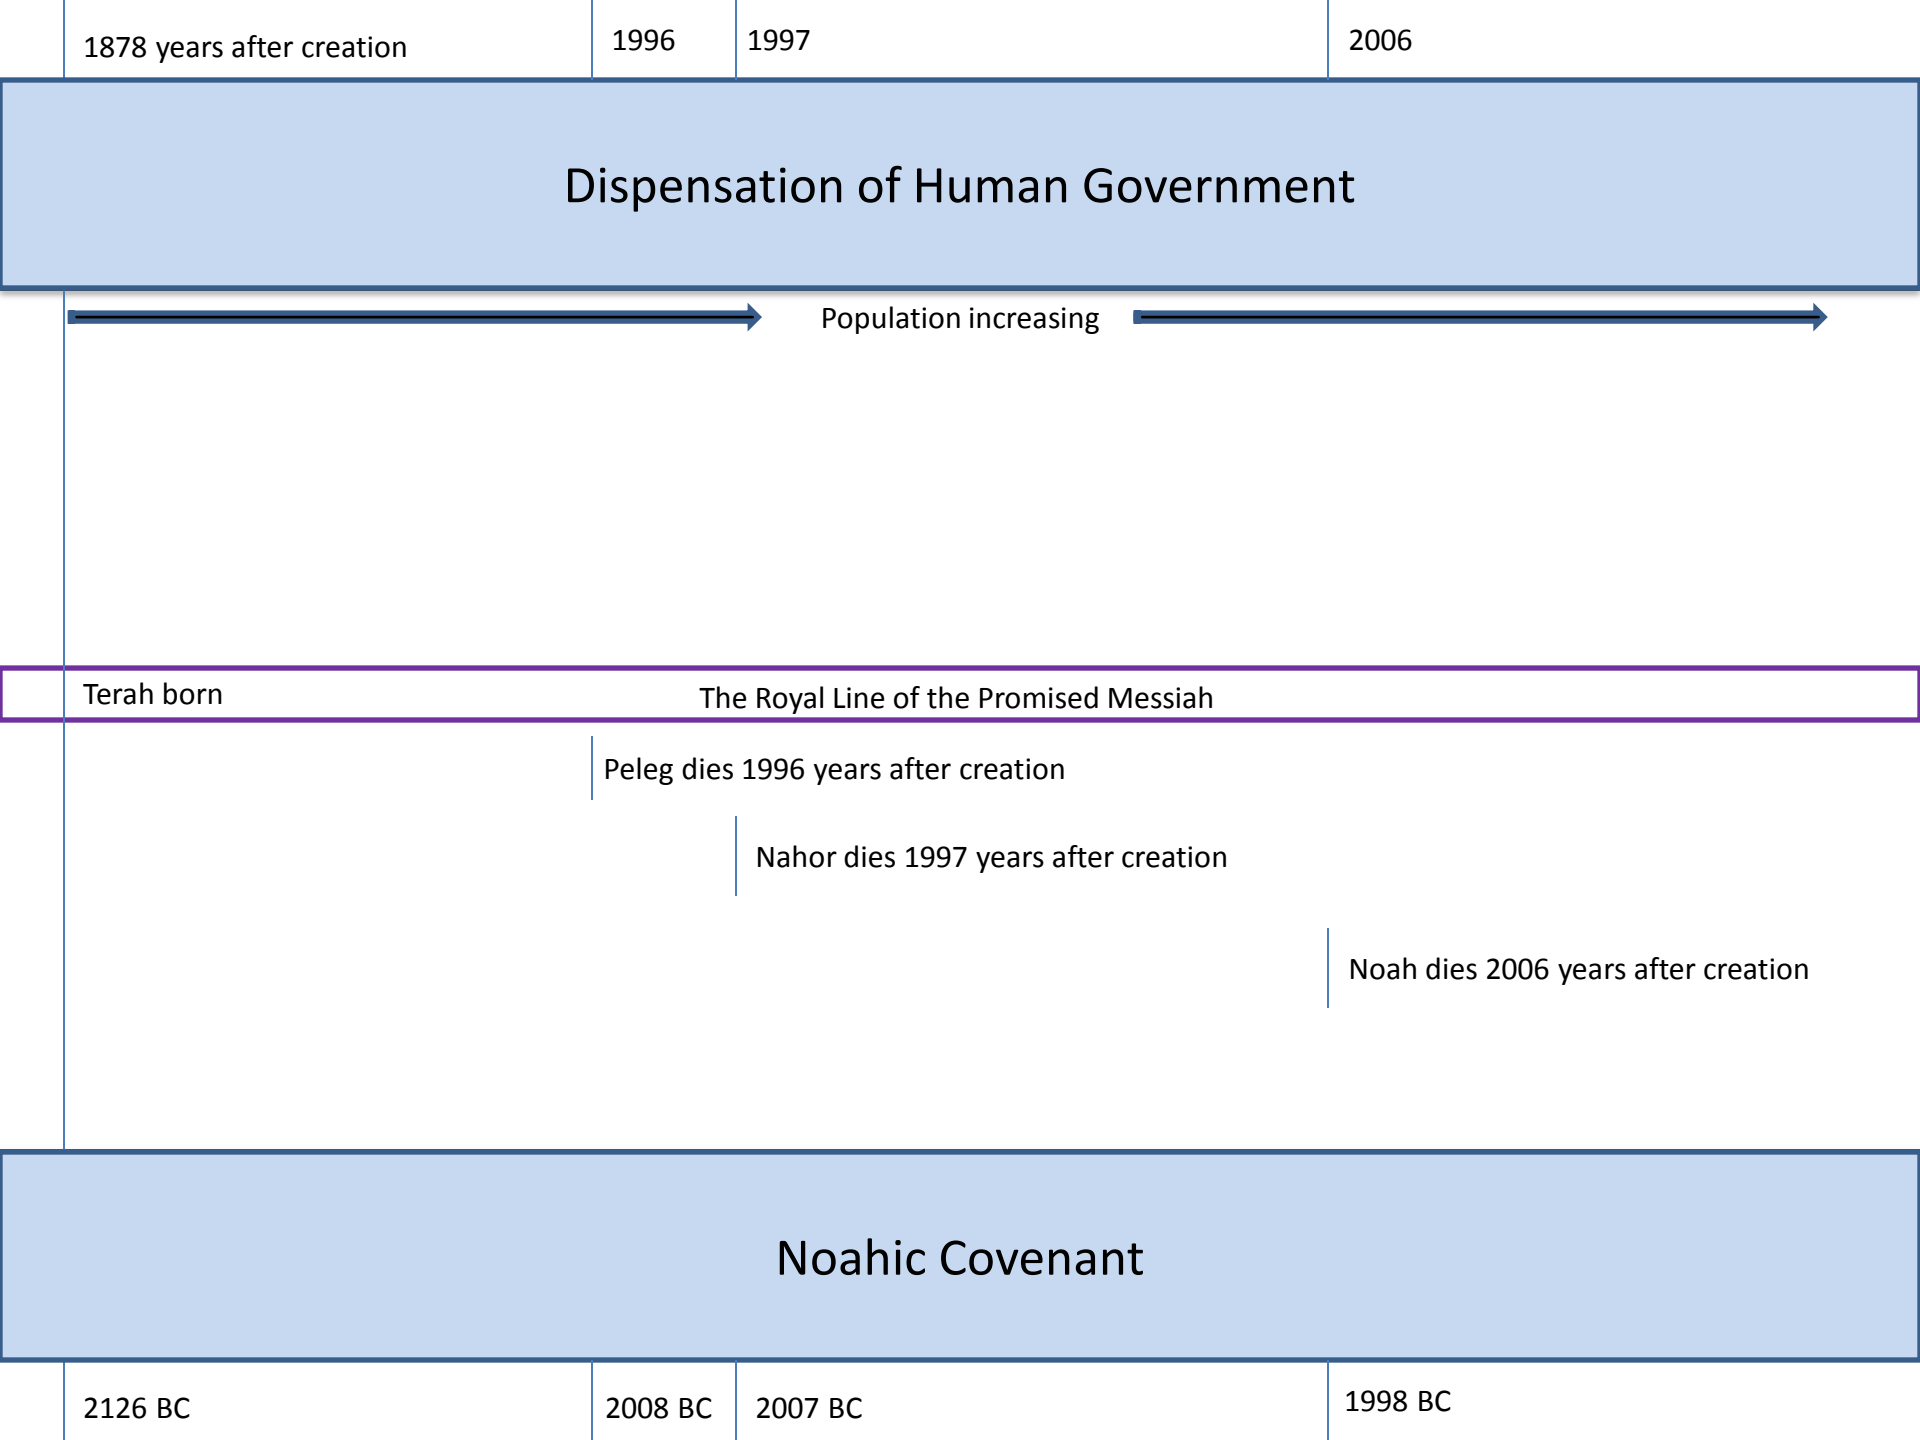 1878 years after creation
1996
1997
2006
Dispensation of Human Government
Population increasing
Terah born
The Royal Line of the Promised Messiah
Peleg dies 1996 years after creation
Nahor dies 1997 years after creation
Noah dies 2006 years after creation
Noahic Covenant
2126 BC
2008 BC
2007 BC
1998 BC